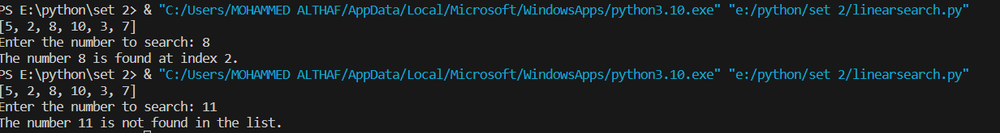 PS E:\python\set 2> & "C:/Users/MOHAMMED ALTHAF/AppData/Local/Microsoft/WindowsApps/python3.10.exe" "e:/python/set 2/linearsearch.py"
[5, 2, 8, 10, 3, 7]
Enter the number to search: 8
The number 8 is found at index 2.
PS E:\python\set 2> & "C:/Users/MOHAMMED ALTHAF/AppData/Local/Microsoft/WindowsApps/python3.10.exe" "e:/python/set 2/linearsearch.py"
[5, 2, 8, 10, 3, 7]
Enter the number to search: 11
The number 11 is not found in the list.